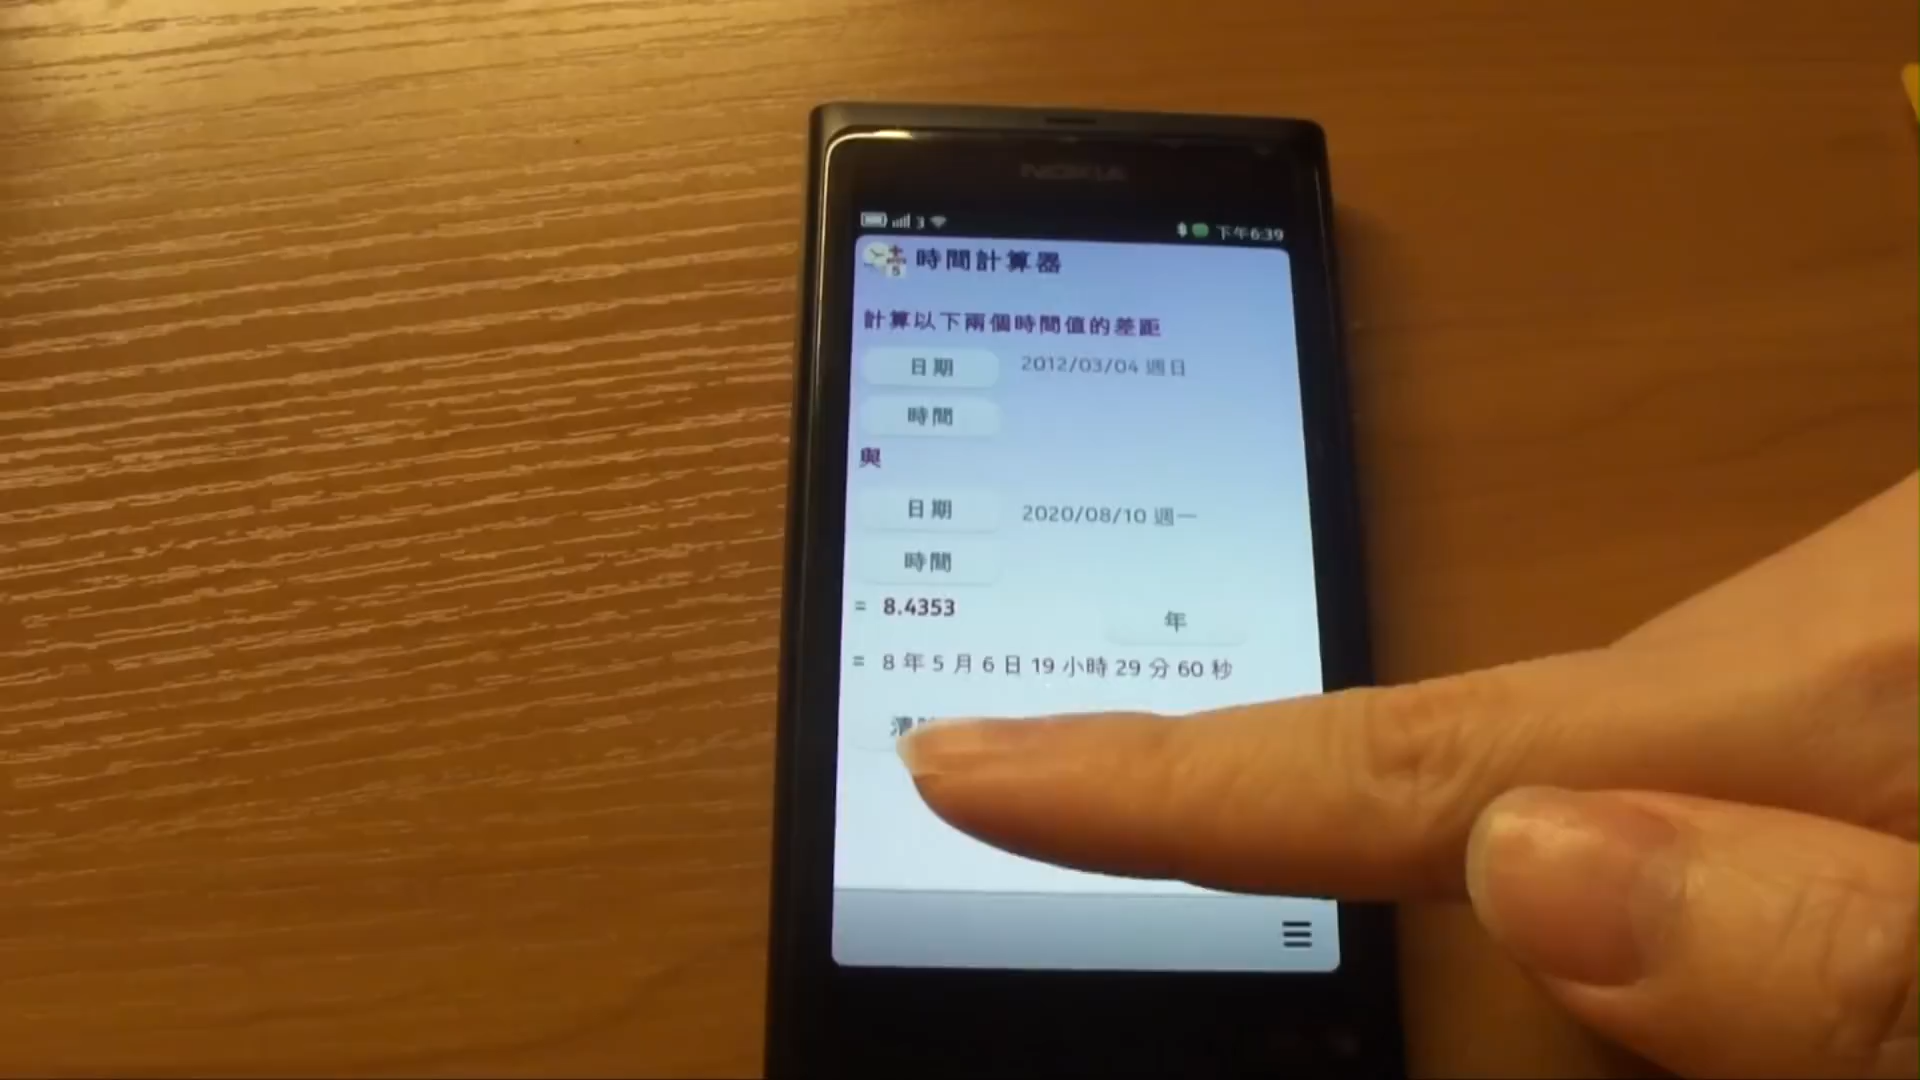 NOKIA
3 下午6:39
時間計算器
計算以下兩個時間值的差距
日期 2012/03/04 週日
時間
與
日期 2020/08/10 週一
時間
= 8.4353 年
= 8 年 5 月 6 日 19 小時 29 分 60 秒
清